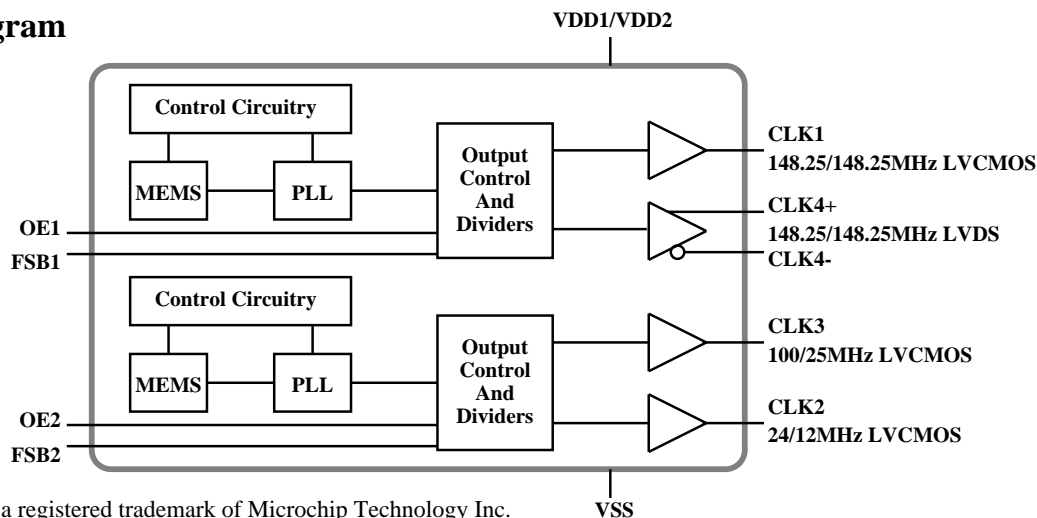 VDD1/VDD2
Control Circuitry
MEMS
PLL
Output
Control
And
Dividers
OE1
FSB1
CLK1
148.25/148.25MHz LVCMOS
CLK4+
148.25/148.25MHz LVDS
CLK4-
Control Circuitry
MEMS
PLL
Output
Control
And
Dividers
OE2
FSB2
CLK3
100/25MHz LVCMOS
CLK2
24/12MHz LVCMOS
a registered trademark of Microchip Technology Inc.
VSS